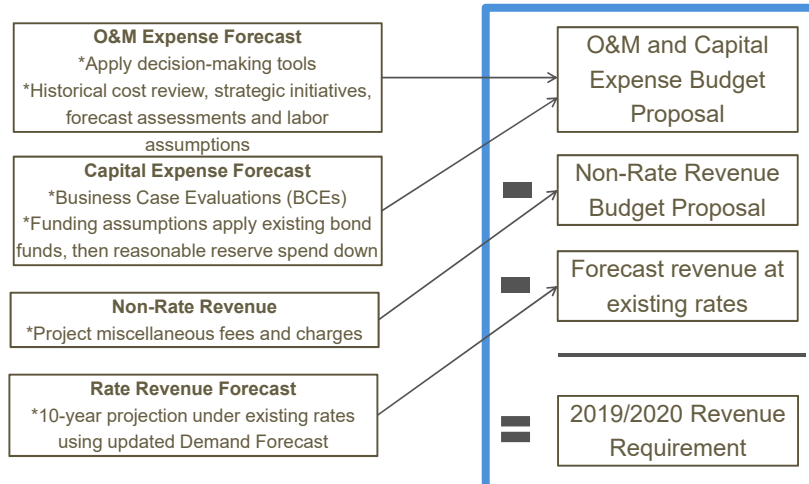 O&M Expense Forecast
*Apply decision-making tools
*Historical cost review, strategic initiatives,
forecast assessments and labor
assumptions
Capital Expense Forecast
*Business Case Evaluations (BCEs)
*Funding assumptions apply existing bond
funds, then reasonable reserve spend down
Non-Rate Revenue
*Project miscellaneous fees and charges
Rate Revenue Forecast
*10-year projection under existing rates
using updated Demand Forecast
O&M and Capital
Expense Budget
Proposal
Non-Rate Revenue
Budget Proposal
Forecast revenue at
existing rates
2019/2020 Revenue
Requirement